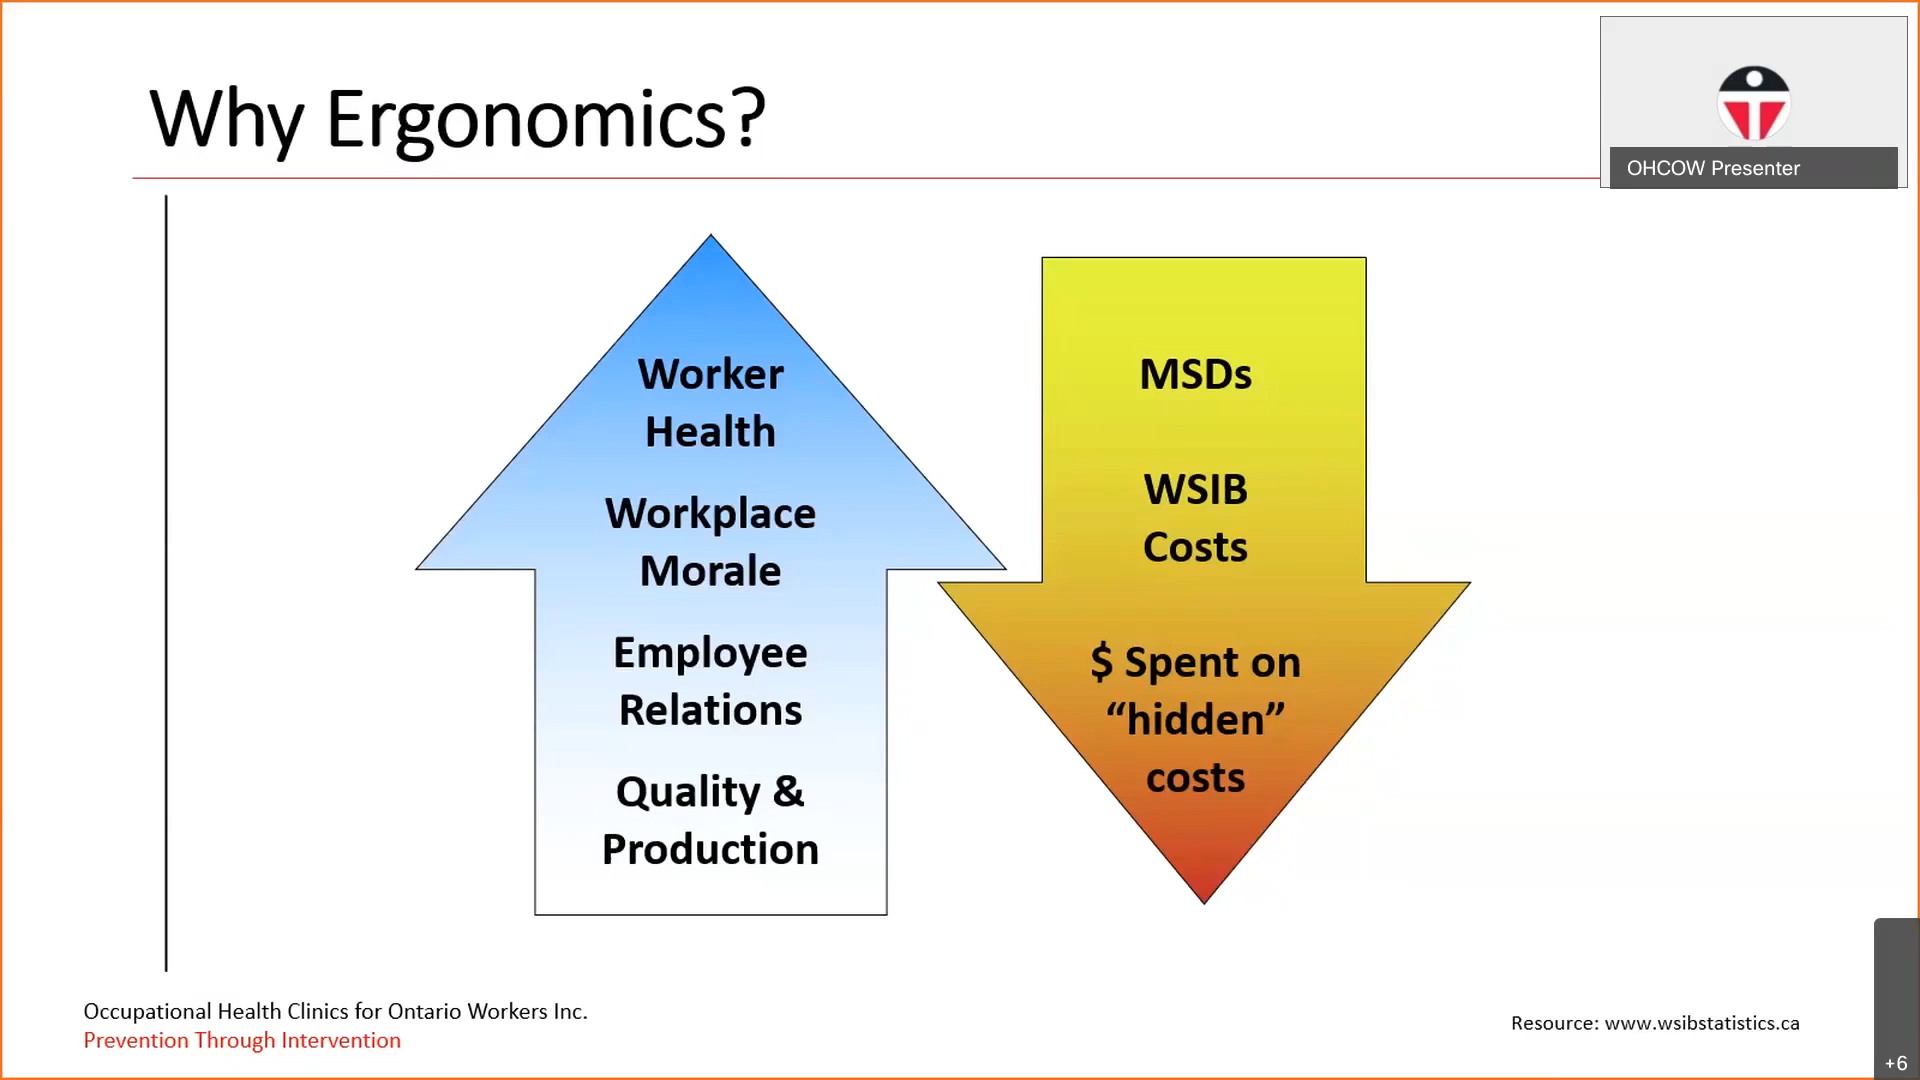 Why Ergonomics?
OHCOW Presenter
Worker
Health
Workplace
Morale
Employee
Relations
Quality &
Production
MSDs
WSIB
Costs
$ Spent on
“hidden”
costs
Occupational Health Clinics for Ontario Workers Inc.
Prevention Through Intervention
Resource: www.wsibstatistics.ca
+6